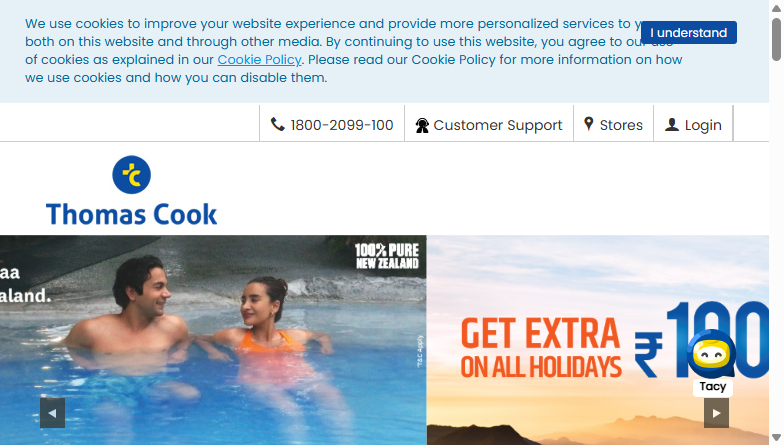 We use cookies to improve your website experience and provide more personalized services to
both on this website and through other media. By continuing to use this website, you agree to our use
of cookies as explained in our Cookie Policy. Please read our Cookie Policy for more information on how
we use cookies and how you can disable them.
I understand
1800-2099-100
Customer Support
Stores
Login
Thomas Cook
aa
aland.
100% PURE
NEW ZEALAND
*T&C Apply
GET EXTRA
ON ALL HOLIDAYS
₹100
Tacy